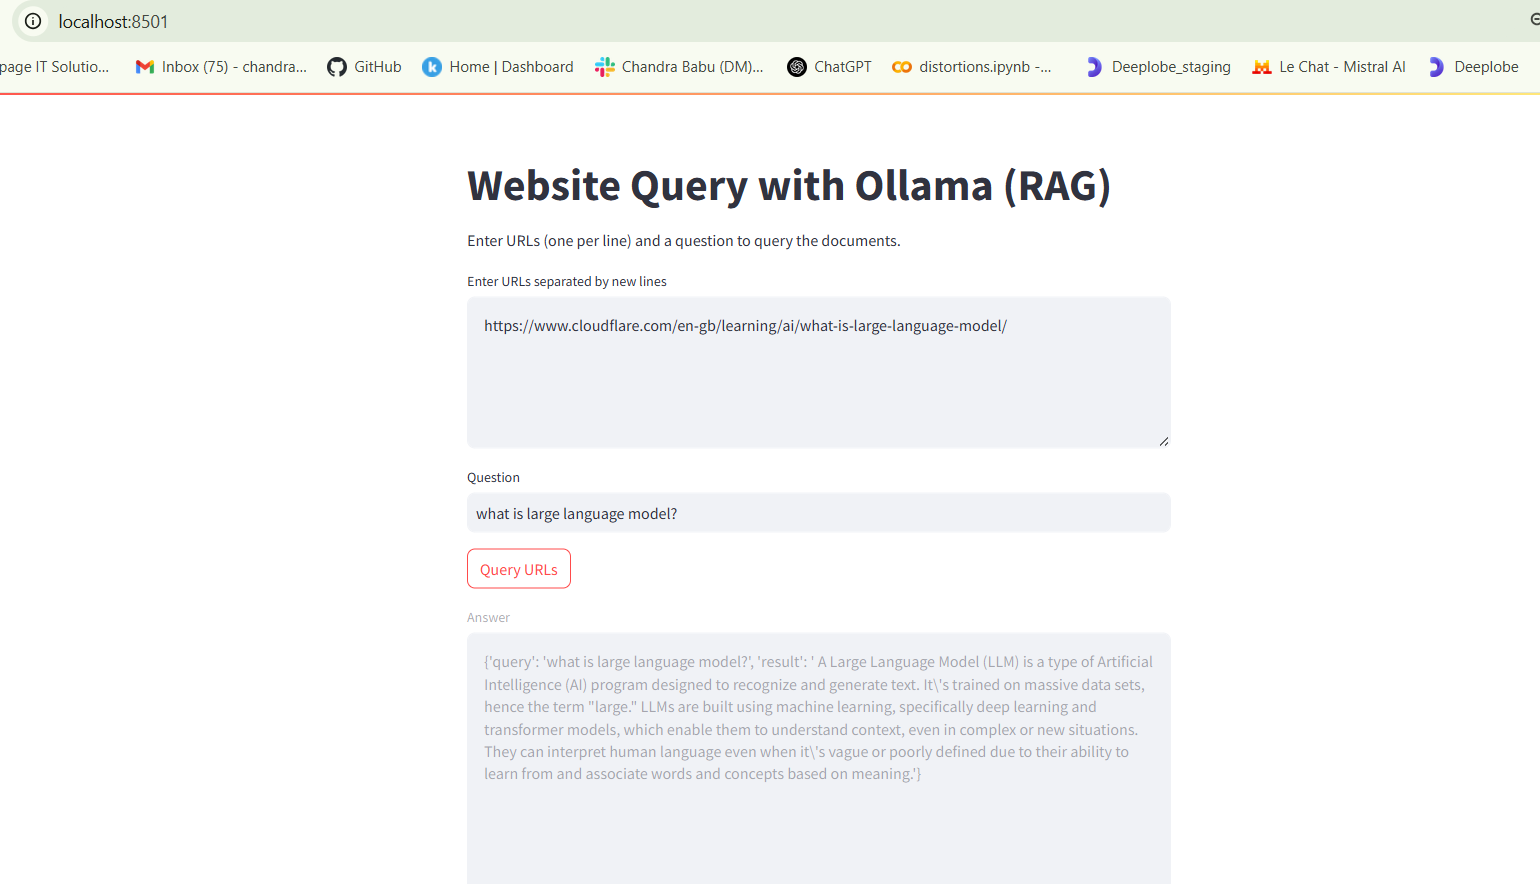 localhost:8501
page IT Solutio... Inbox (75) - chandra... GitHub Home | Dashboard Chandra Babu (DM)... ChatGPT distortions.ipynb -... Deeplobe_staging Le Chat - Mistral AI Deeplobe
Website Query with Ollama (RAG)
Enter URLs (one per line) and a question to query the documents.
Enter URLs separated by new lines
https://www.cloudflare.com/en-gb/learning/ai/what-is-large-language-model/
Question
what is large language model?
Query URLs
Answer
{'query': 'what is large language model?', 'result': ' A Large Language Model (LLM) is a type of Artificial
Intelligence (AI) program designed to recognize and generate text. It\'s trained on massive data sets,
hence the term "large." LLMs are built using machine learning, specifically deep learning and
transformer models, which enable them to understand context, even in complex or new situations.
They can interpret human language even when it\'s vague or poorly defined due to their ability to
learn from and associate words and concepts based on meaning.'}